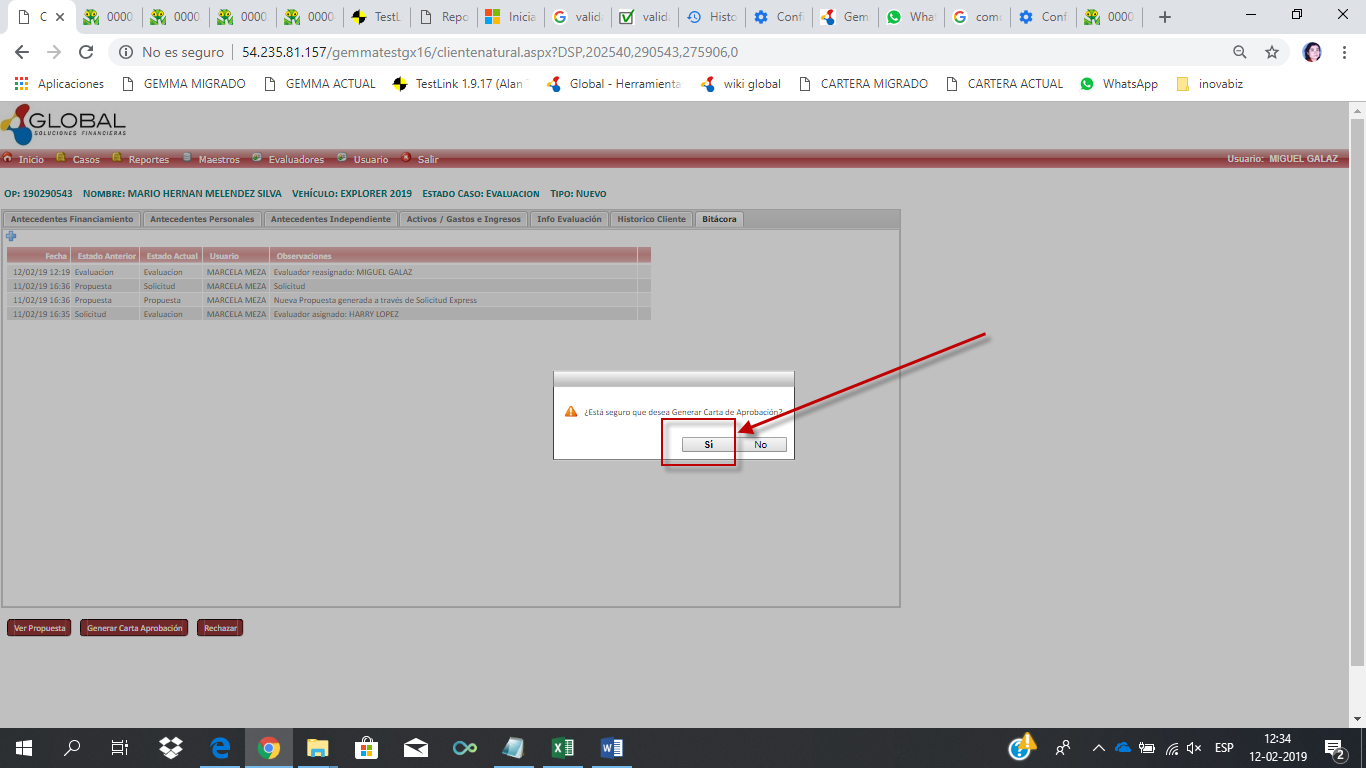 C
0000
0000
0000
0000
TestL
Repo
Inicia
valida
valida
Histo
Confi
Gem
Wha
como
Conf
0000
No es seguro
54.235.81.157/gemmatestgx16/clientenatural.aspx?DSP,202540,290543,275906,0
Aplicaciones
GEMMA MIGRADO
GEMMA ACTUAL
TestLink 1.9.17 (Alan
Global - Herramienta
wiki global
CARTERA MIGRADO
CARTERA ACTUAL
WhatsApp
inovabiz
GLOBAL
SOLUCIONES FINANCIERAS
Inicio Casos Reportes Maestros Evaluadores Usuario Salir
Usuario: MIGUEL GALAZ
OP: 190290543 NOMBRE: MARIO HERNAN MELENDEZ SILVA VEHÍCULO: EXPLORER 2019 ESTADO CASO: EVALUACION TIPO: NUEVO
Antecedentes Financiamiento Antecedentes Personales Antecedentes Independiente Activos / Gastos e Ingresos Info Evaluación Historico Cliente Bitácora
Fecha Estado Anterior Estado Actual Usuario Observaciones
12/02/19 12:19 Evaluacion Evaluacion MARCELA MEZA Evaluador reasignado: MIGUEL GALAZ
11/02/19 16:36 Propuesta Solicitud MARCELA MEZA Solicitud
11/02/19 16:36 Propuesta Propuesta MARCELA MEZA Nueva Propuesta generada a través de Solicitud Express
11/02/19 16:35 Solicitud Evaluacion MARCELA MEZA Evaluador asignado: HARRY LOPEZ
¿Está seguro que desea Generar Carta de Aprobación?
Sí No
Ver Propuesta Generar Carta Aprobación Rechazar
ESP
12:34
12-02-2019
2